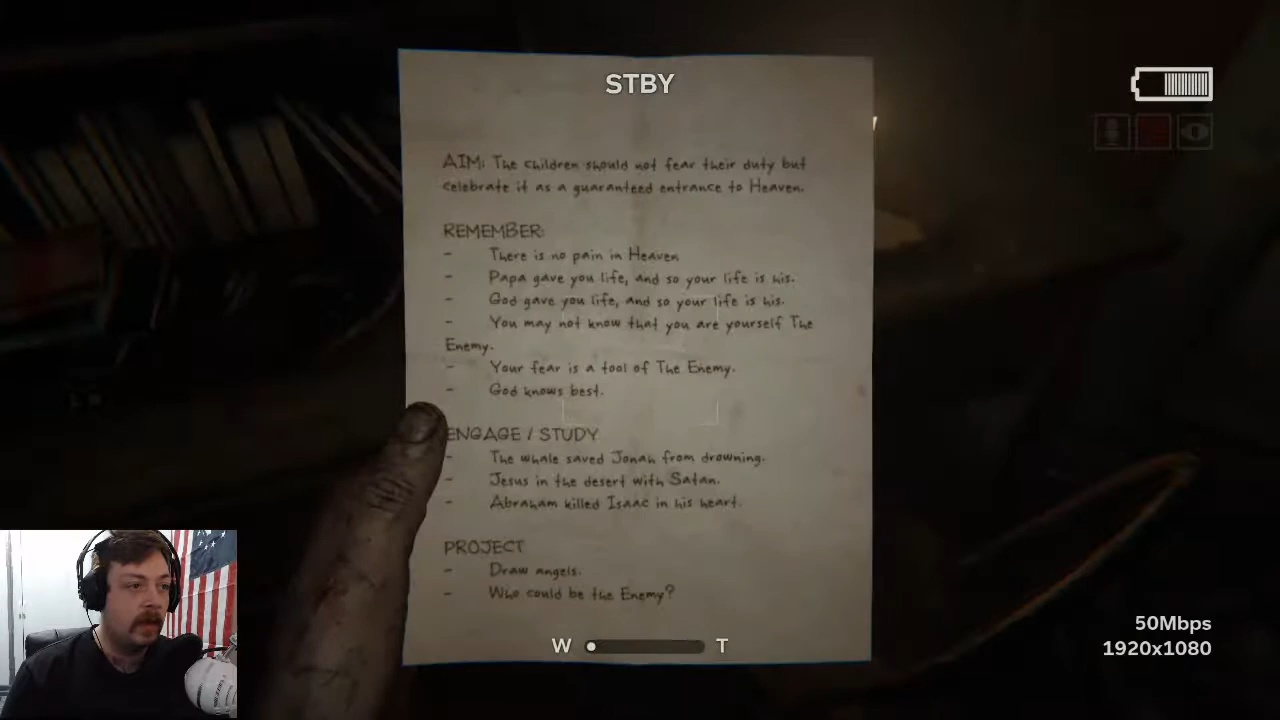 STBY
AIM: The children should not fear their duty but
celebrate it as a guaranteed entrance to Heaven.
REMEMBER:
- There is no pain in Heaven
- Papa gave you life, and so your life is his.
- God gave you life, and so your life is his.
- You may not know that you are yourself The
Enemy.
- Your fear is a tool of The Enemy.
- God knows best.
ENGAGE / STUDY
- The whale saved Jonah from drowning.
- Jesus in the desert with Satan.
- Abraham killed Isaac in his heart.
PROJECT
- Draw angels.
- Who could be the Enemy?
W T
50Mbps
1920x1080